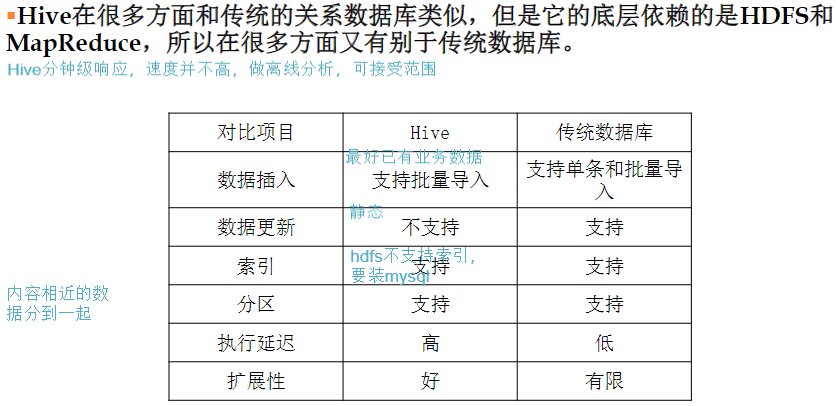 ▪Hive在很多方面和传统的关系数据库类似，但是它的底层依赖的是HDFS和
MapReduce，所以在很多方面又有别于传统数据库。
Hive分钟级响应，速度并不高，做离线分析，可接受范围
对比项目 Hive 传统数据库
最好已有业务数据
数据插入 支持批量导入 支持单条和批量导
入
静态
数据更新 不支持 支持
hdfs不支持索引，
索引 支持 支持
要装mysql
内容相近的数
据分到一起
分区 支持 支持
执行延迟 高 低
扩展性 好 有限